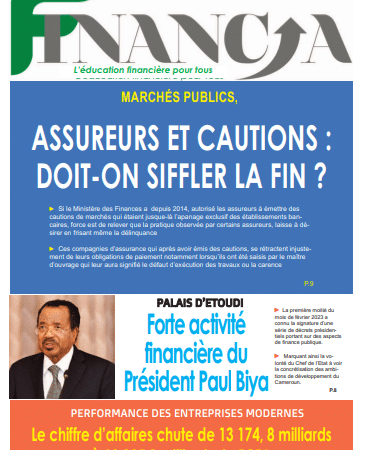 FINANCIA
L'éducation financière pour tous
MARCHÉS PUBLICS,
ASSUREURS ET CAUTIONS :
DOIT-ON SIFFLER LA FIN ?
► Si le Ministère des Finances a depuis 2014, autorisé les assureurs à émettre des
cautions de marchés qui étaient jusque-là l'apanage exclusif des établissements ban-
caires, force est de relever que la pratique observée par certains assureurs, laisse à dé-
sirer en frisant même la délinquance
► Ces compagnies d'assurance qui après avoir émis des cautions, se rétractent injuste-
ment de leurs obligations de paiement notamment lorsqu'ils ont été saisis par le maître
d'ouvrage qui leur aura signifié le défaut d'exécution des travaux ou la carence
P.9
PALAIS D'ETOUDI
Forte activité
financière du
Président Paul Biya
► La première moitié du
mois de février 2023 a
connu la signature d'une
série de décrets présiden-
tiels portant sur des aspects
de finance publique.
► Marquant ainsi la vo-
lonté du Chef de l'Etat à voir
la concrétisation des ambi-
tions de développement du
Cameroun.
P.8
PERFORMANCE DES ENTREPRISES MODERNES
Le chiffre d'affaires chute de 13 174, 8 milliards